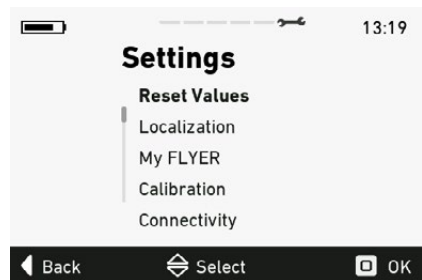 13:19
Settings
Reset Values
Localization
My FLYER
Calibration
Connectivity
Back Select OK